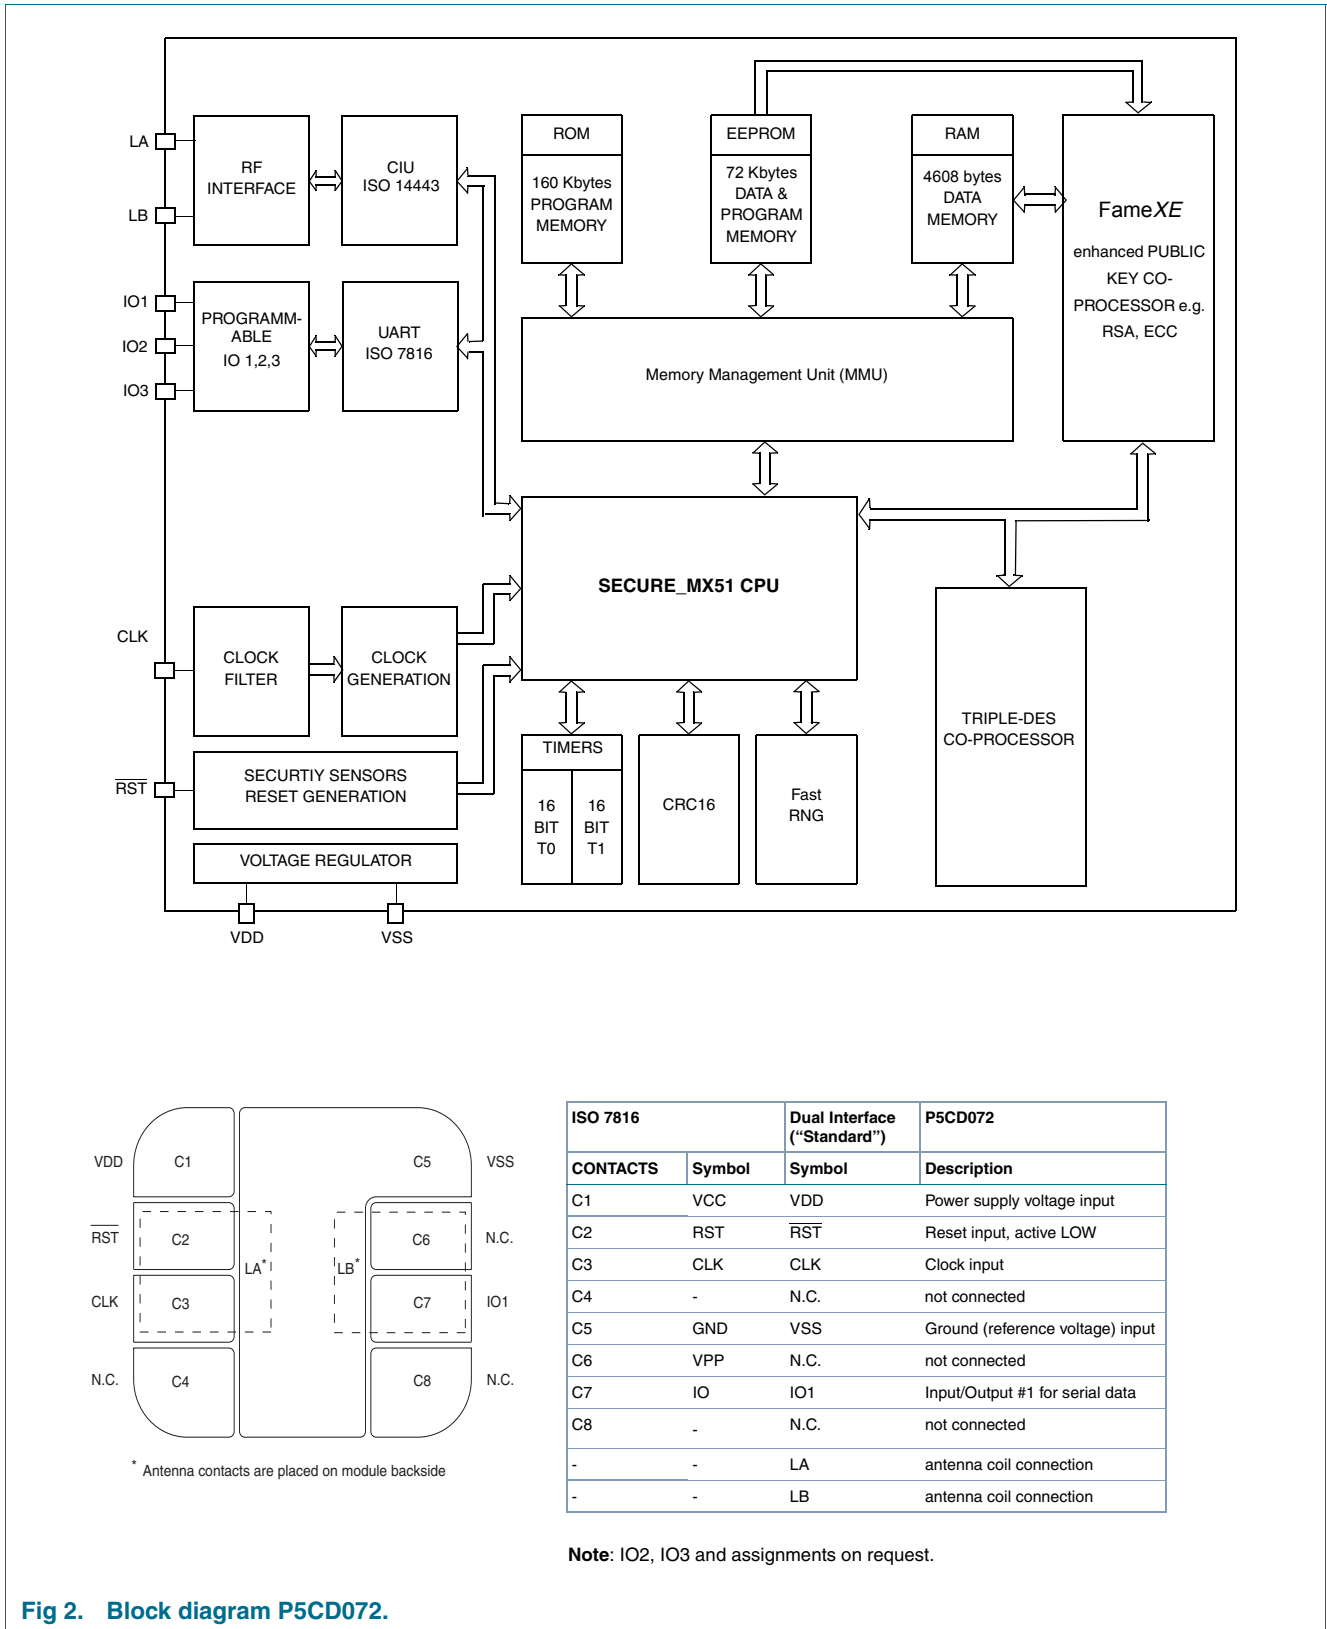 LA
LB
RF
INTERFACE
CIU
ISO 14443
ROM
160 Kbytes
PROGRAM
MEMORY
EEPROM
72 Kbytes
DATA &
PROGRAM
MEMORY
RAM
4608 bytes
DATA
MEMORY
FameXE
enhanced PUBLIC
KEY CO-
PROCESSOR e.g.
RSA, ECC
IO1
IO2
IO3
PROGRAMM-
ABLE
IO 1,2,3
UART
ISO 7816
Memory Management Unit (MMU)
SECURE_MX51 CPU
CLK
CLOCK
FILTER
CLOCK
GENERATION
RST
SECURTIY SENSORS
RESET GENERATION
VOLTAGE REGULATOR
VDD
VSS
TIMERS
16
BIT
T0
16
BIT
T1
CRC16
Fast
RNG
TRIPLE-DES
CO-PROCESSOR
VDD
C1
C5
VSS
RST
C2
LA*
LB*
C6
N.C.
CLK
C3
C7
IO1
N.C.
C4
C8
N.C.
* Antenna contacts are placed on module backside
ISO 7816
Dual Interface
(“Standard”)
P5CD072
CONTACTS Symbol Symbol Description
C1 VCC VDD Power supply voltage input
C2 RST RST Reset input, active LOW
C3 CLK CLK Clock input
C4 - N.C. not connected
C5 GND VSS Ground (reference voltage) input
C6 VPP N.C. not connected
C7 IO IO1 Input/Output #1 for serial data
C8 - N.C. not connected
- - LA antenna coil connection
- - LB antenna coil connection
Note: IO2, IO3 and assignments on request.
Fig 2. Block diagram P5CD072.